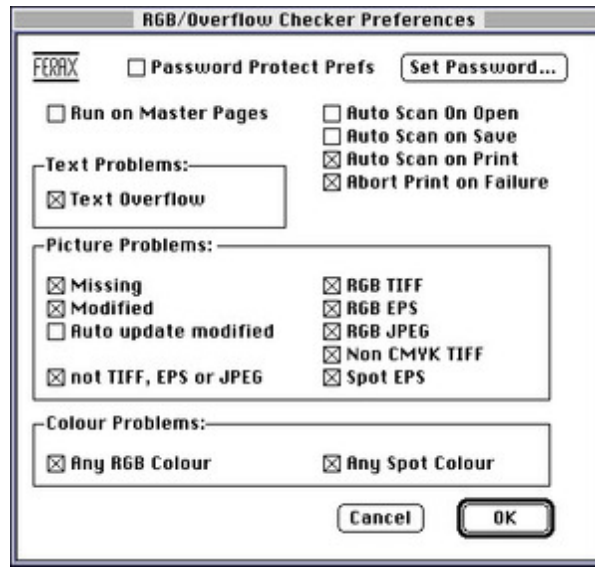 RGB/Overflow Checker Preferences
FERAX
Password Protect Prefs
Set Password...
Run on Master Pages
Auto Scan On Open
Auto Scan on Save
Auto Scan on Print
Abort Print on Failure
Text Problems:
Text Overflow
Picture Problems:
Missing
Modified
Auto update modified
not TIFF, EPS or JPEG
RGB TIFF
RGB EPS
RGB JPEG
Non CMYK TIFF
Spot EPS
Colour Problems:
Any RGB Colour
Any Spot Colour
Cancel
OK